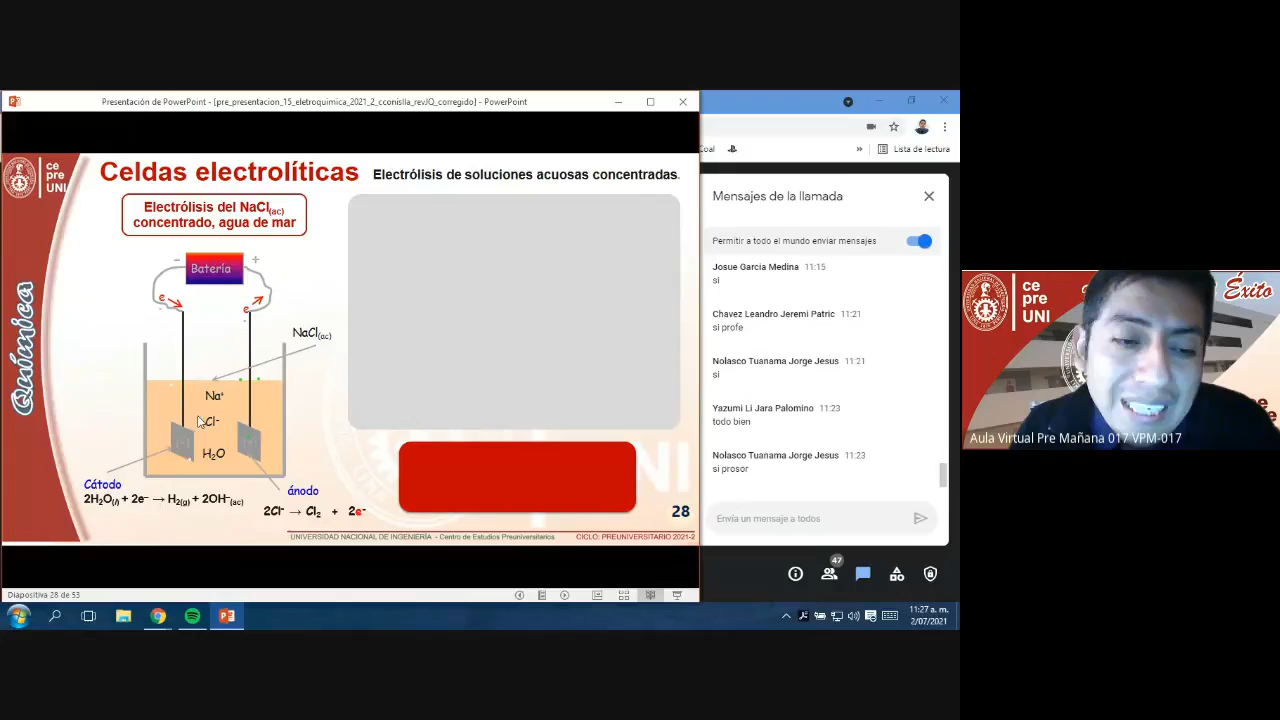 Presentación de PowerPoint - [pre_presentacion_15_eletroquimica_2021_2_cconislla_revJQ_corregido] - PowerPoint
ce
pre
UNI
Celdas electrolíticas
Electrólisis de soluciones acuosas concentradas.
Electrólisis del NaCl(ac)
concentrado, agua de mar
− Batería +
e
e
NaCl(ac)
Na⁺
Cl⁻
H₂O
Cátodo
2H₂O(l) + 2e⁻ → H₂(g) + 2OH⁻(ac)
ánodo
2Cl⁻ → Cl₂ + 2e⁻
Química
28
UNIVERSIDAD NACIONAL DE INGENIERÍA - Centro de Estudios Preuniversitarios
CICLO: PREUNIVERSITARIO 2021-2
Diapositiva 28 de 53
Coal
»
Lista de lectura
Mensajes de la llamada
Permitir a todo el mundo enviar mensajes
Josue Garcia Medina 11:15
si
Chavez Leandro Jeremi Patric 11:21
si profe
Nolasco Tuanama Jorge Jesus 11:21
si
Yazumi Li Jara Palomino 11:23
todo bien
Nolasco Tuanama Jorge Jesus 11:23
si prosor
Envía un mensaje a todos
47
11:27 a. m.
2/07/2021
ce
pre
UNI
Éxito
Aula Virtual Pre Mañana 017 VPM-017